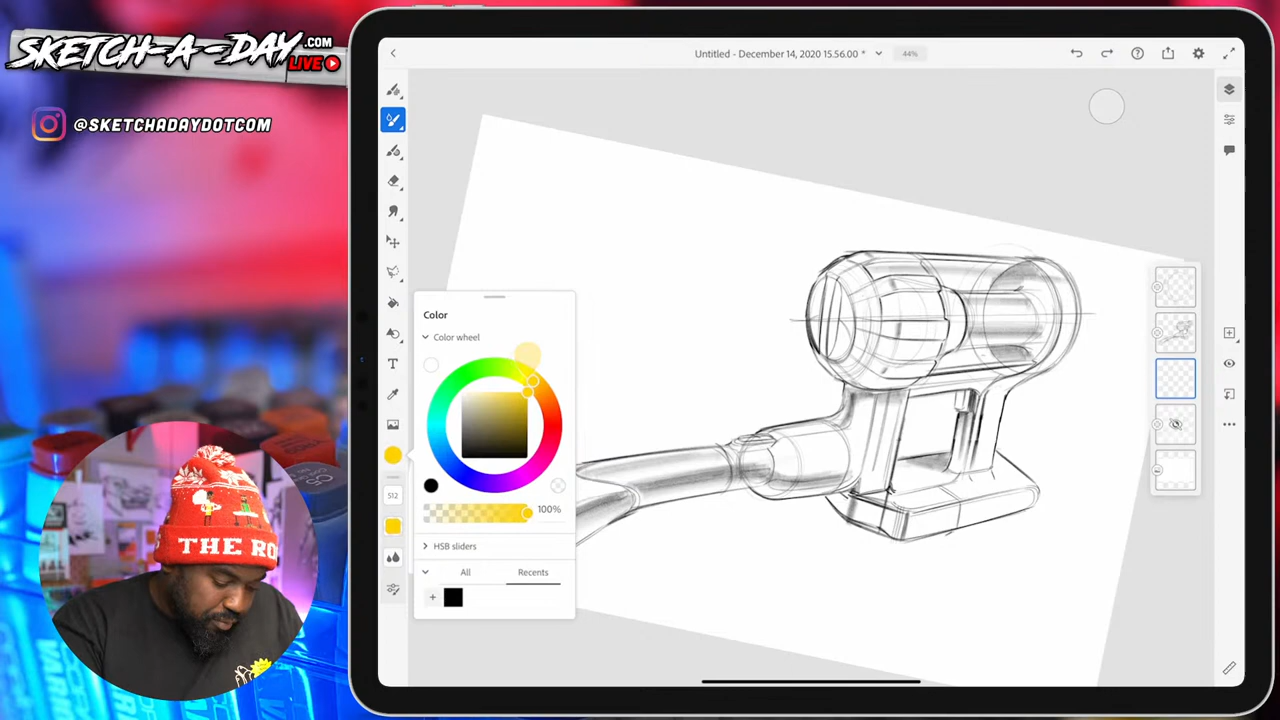 SKETCH-A-DAY.COM
LIVE
@SKETCHADAYDOTCOM
Untitled - December 14, 2020 15.56.00 *
44%
Color
Color wheel
T
512
100%
HSB sliders
All
Recents
THE RO